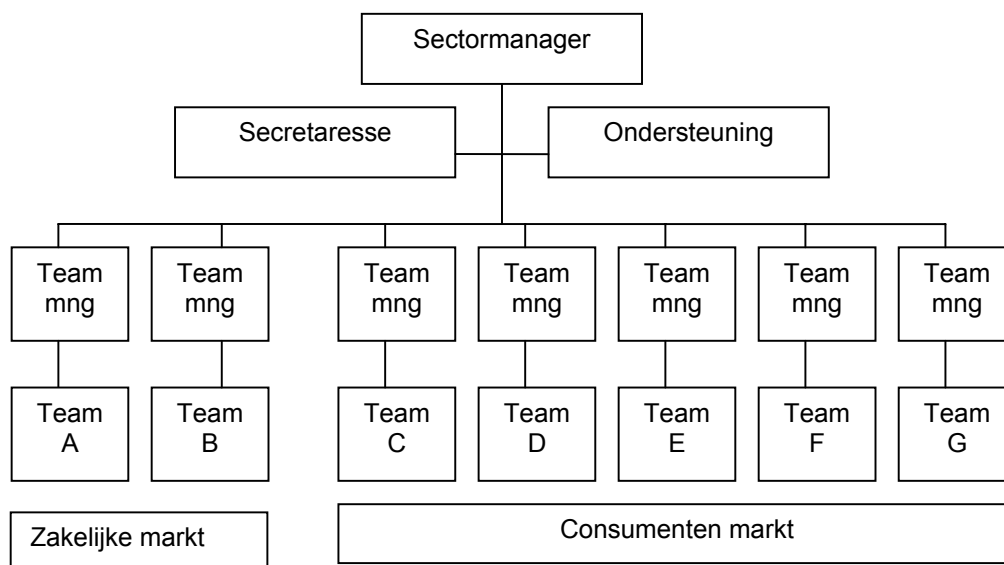 Sectormanager
Secretaresse
Ondersteuning
Team
mng
Team
mng
Team
mng
Team
mng
Team
mng
Team
mng
Team
mng
Team
A
Team
B
Team
C
Team
D
Team
E
Team
F
Team
G
Zakelijke markt
Consumenten markt